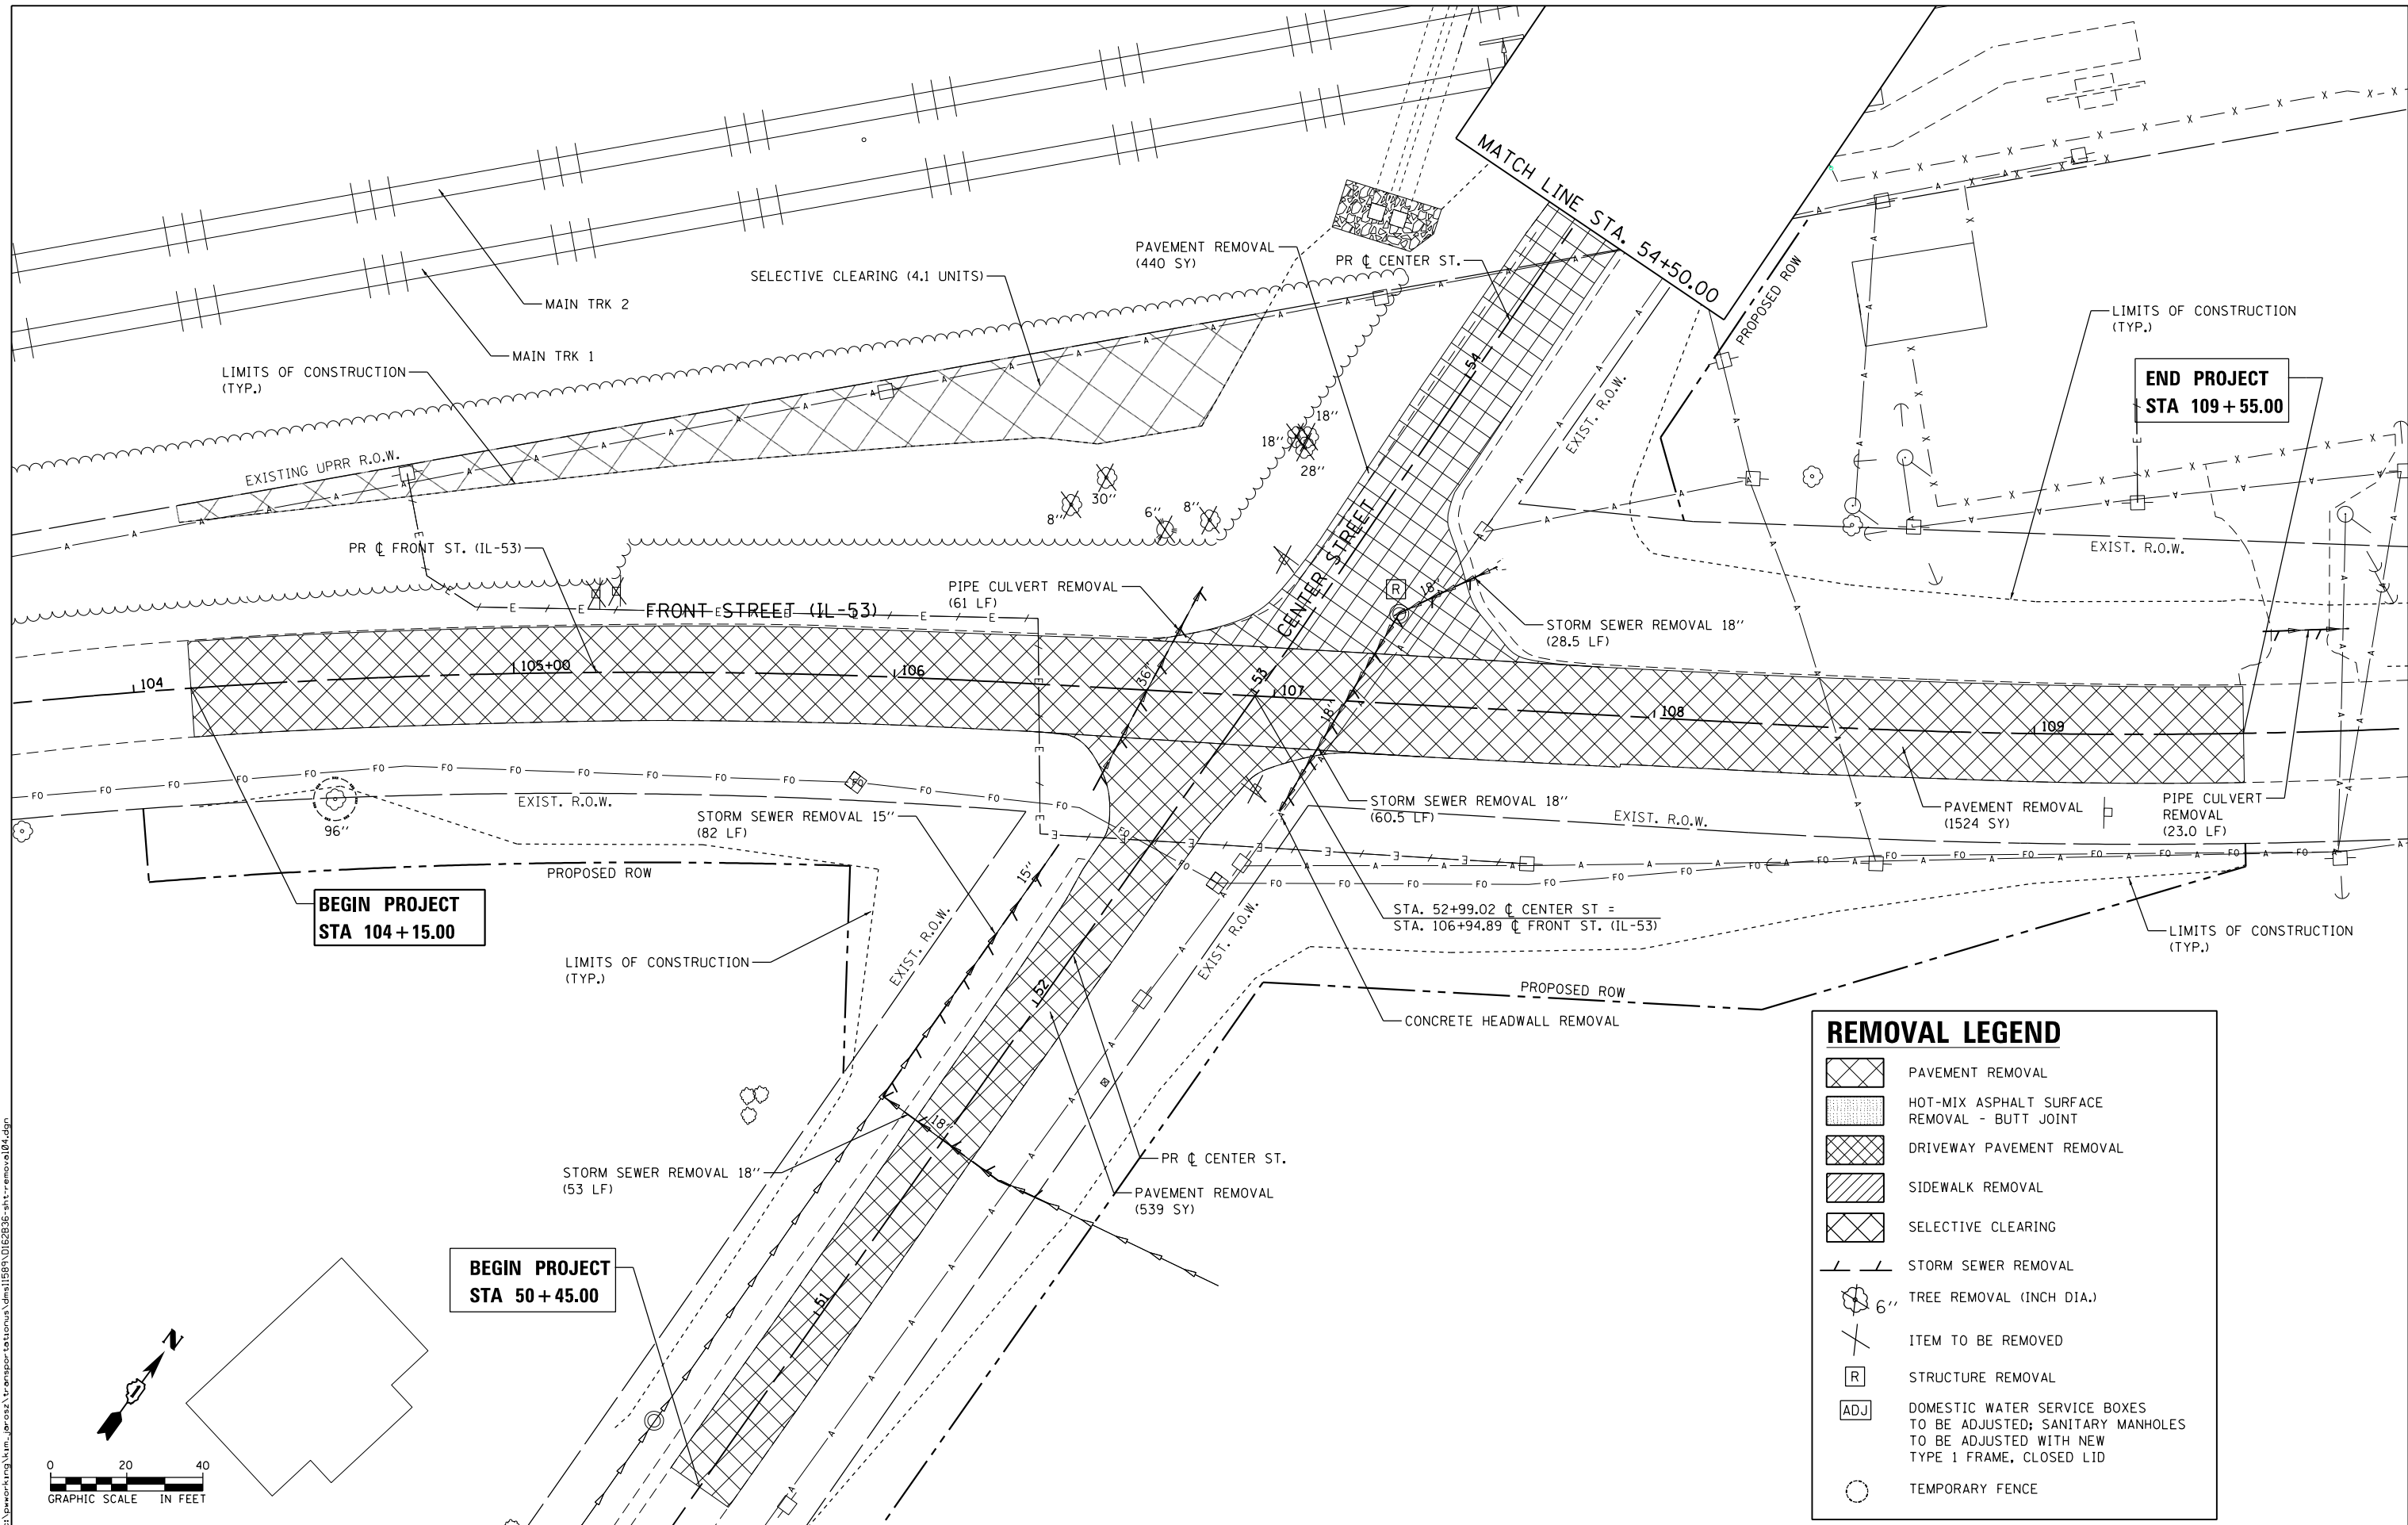 MATCH LINE STA. 54+50.00
PAVEMENT REMOVAL
(440 SY)
PR ℄ CENTER ST.
SELECTIVE CLEARING (4.1 UNITS)
MAIN TRK 2
MAIN TRK 1
PROPOSED ROW
LIMITS OF CONSTRUCTION
(TYP.)
LIMITS OF CONSTRUCTION
(TYP.)
END PROJECT
STA 109+55.00
EXISTING UPRR R.O.W.
EXIST. R.O.W.
54
18"
18"
28"
30"
8"
6"
8"
PR ℄ FRONT ST. (IL-53)
EXIST. R.O.W.
PIPE CULVERT REMOVAL
(61 LF)
FRONT STREET (IL-53)
CENTER STREET
R
18"
STORM SEWER REMOVAL 18"
(28.5 LF)
104
105+00
106
36"
53
107
18"
108
109
96"
EXIST. R.O.W.
STORM SEWER REMOVAL 15"
(82 LF)
STORM SEWER REMOVAL 18"
(60.5 LF)
EXIST. R.O.W.
PAVEMENT REMOVAL
(1524 SY)
PIPE CULVERT
REMOVAL
(23.0 LF)
PROPOSED ROW
15"
BEGIN PROJECT
STA 104+15.00
STA. 52+99.02 ℄ CENTER ST =
STA. 106+94.89 ℄ FRONT ST. (IL-53)
LIMITS OF CONSTRUCTION
(TYP.)
EXIST. R.O.W.
EXIST. R.O.W.
LIMITS OF CONSTRUCTION
(TYP.)
52
PROPOSED ROW
CONCRETE HEADWALL REMOVAL
18"
STORM SEWER REMOVAL 18"
(53 LF)
PR ℄ CENTER ST.
PAVEMENT REMOVAL
(539 SY)
BEGIN PROJECT
STA 50+45.00
51
N
0 20 40
GRAPHIC SCALE IN FEET
REMOVAL LEGEND
PAVEMENT REMOVAL
HOT-MIX ASPHALT SURFACE
REMOVAL - BUTT JOINT
DRIVEWAY PAVEMENT REMOVAL
SIDEWALK REMOVAL
SELECTIVE CLEARING
STORM SEWER REMOVAL
6" TREE REMOVAL (INCH DIA.)
ITEM TO BE REMOVED
R STRUCTURE REMOVAL
ADJ DOMESTIC WATER SERVICE BOXES
TO BE ADJUSTED; SANITARY MANHOLES
TO BE ADJUSTED WITH NEW
TYPE 1 FRAME, CLOSED LID
TEMPORARY FENCE